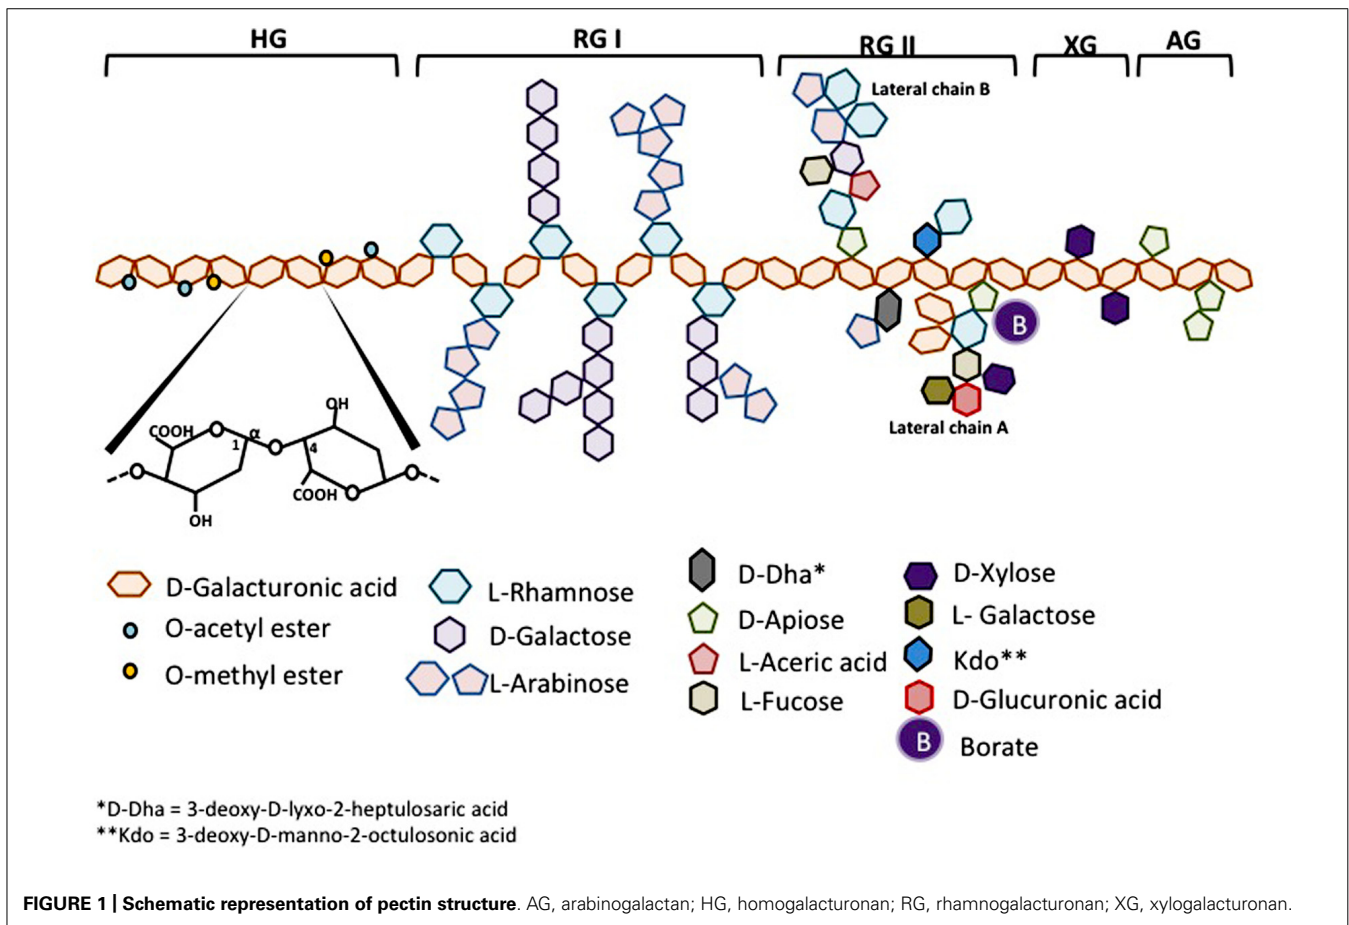 HG
RG I
RG II
XG
AG
Lateral chain B
B
Lateral chain A
COOH
O
1
α
O
4
OH
O
O
OH
COOH
O
D-Galacturonic acid
O-acetyl ester
O-methyl ester
L-Rhamnose
D-Galactose
L-Arabinose
D-Dha*
D-Apiose
L-Aceric acid
L-Fucose
D-Xylose
L- Galactose
Kdo**
D-Glucuronic acid
B Borate
*D-Dha = 3-deoxy-D-lyxo-2-heptulosaric acid
**Kdo = 3-deoxy-D-manno-2-octulosonic acid
FIGURE 1 | Schematic representation of pectin structure. AG, arabinogalactan; HG, homogalacturonan; RG, rhamnogalacturonan; XG, xylogalacturonan.